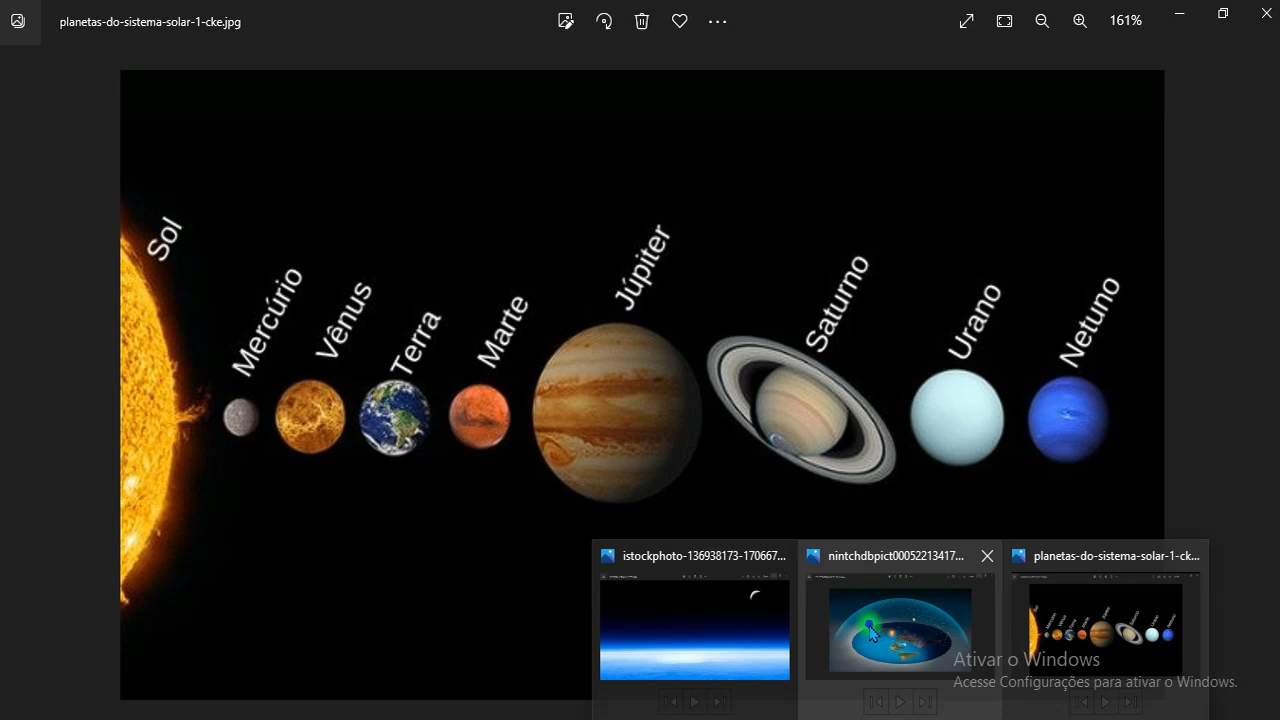 planetas-do-sistema-solar-1-cke.jpg
161%
Sol
Mercúrio
Vênus
Terra
Marte
Júpiter
Saturno
Urano
Netuno
istockphoto-136938173-170667...
nintchdbpict00052213417...
planetas-do-sistema-solar-1-ck...
Ativar o Windows
Acesse Configurações para ativar o Windows.